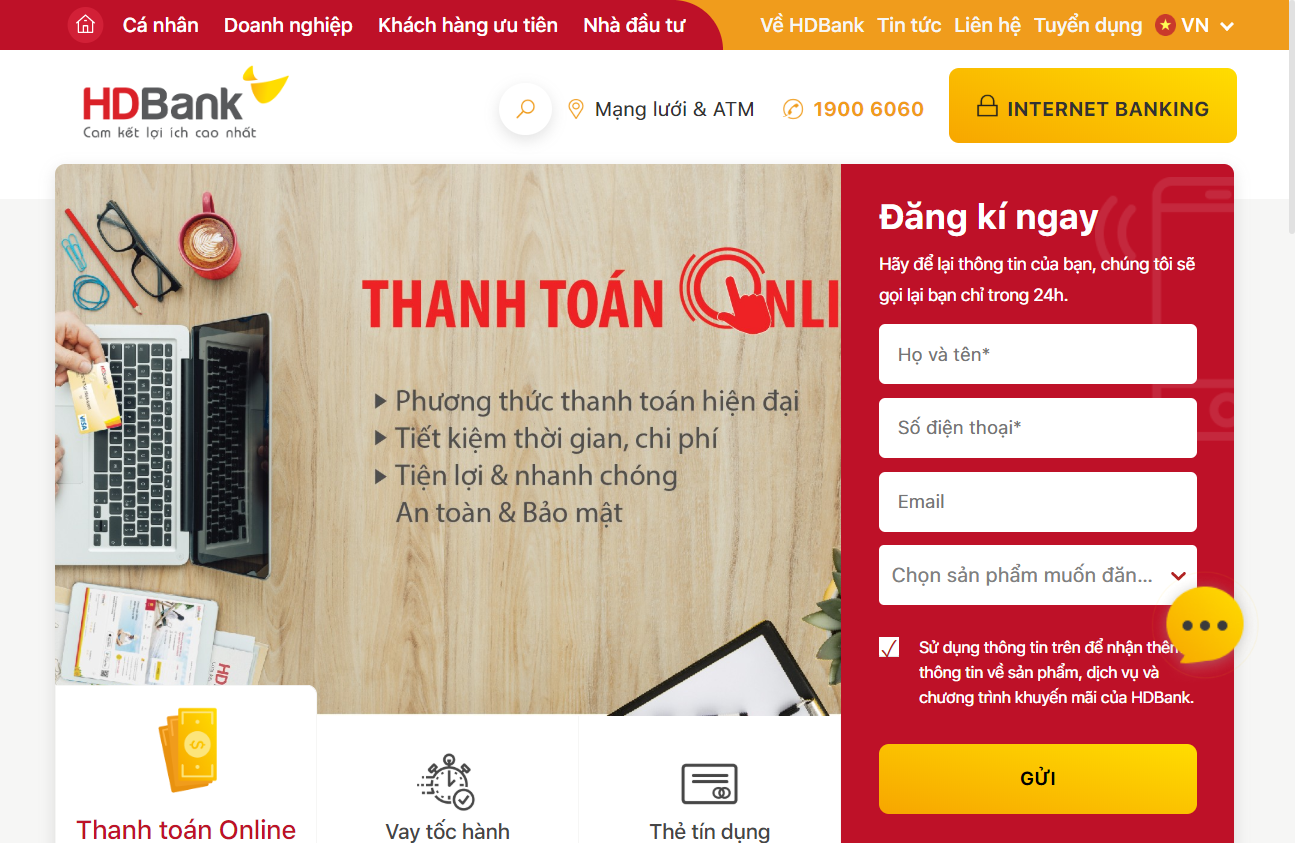 Cá nhân Doanh nghiệp Khách hàng ưu tiên Nhà đầu tư Về HDBank Tin tức Liên hệ Tuyển dụng VN
HDBank
Cam kết lợi ích cao nhất
Mạng lưới & ATM 1900 6060 INTERNET BANKING
THANH TOÁN ONLI
Phương thức thanh toán hiện đại
Tiết kiệm thời gian, chi phí
Tiện lợi & nhanh chóng
An toàn & Bảo mật
HDBank
VISA
HD
Đăng kí ngay
Hãy để lại thông tin của bạn, chúng tôi sẽ
gọi lại bạn chỉ trong 24h.
Họ và tên*
Số điện thoại*
Email
Chọn sản phẩm muốn đăn...
Sử dụng thông tin trên để nhận thên
thông tin về sản phẩm, dịch vụ và
chương trình khuyến mãi của HDBank.
GỬI
Thanh toán Online
Vay tốc hành
Thẻ tín dụng